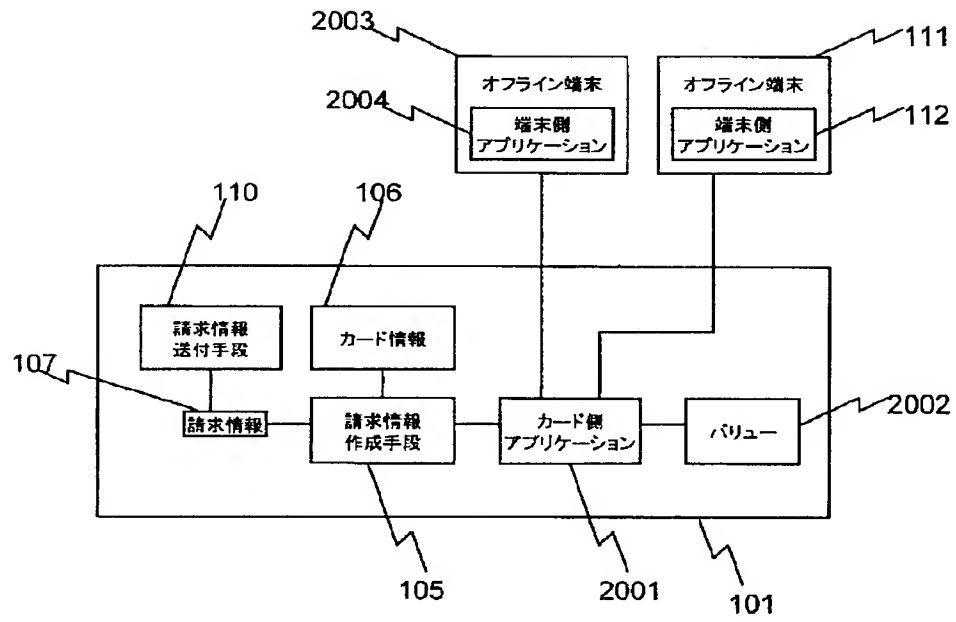 2003
111
オフライン端末
オフライン端末
2004
端末側
アプリケーション
端末側
アプリケーション
112
110
106
請求情報
送付手段
カード情報
107
請求情報
請求情報
作成手段
カード側
アプリケーション
バリュー
2002
105
2001
101